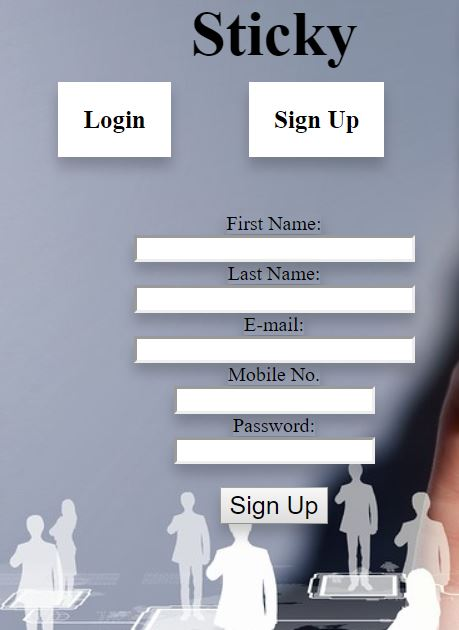 Sticky
Login Sign Up
First Name:
Last Name:
E-mail:
Mobile No.
Password:
Sign Up